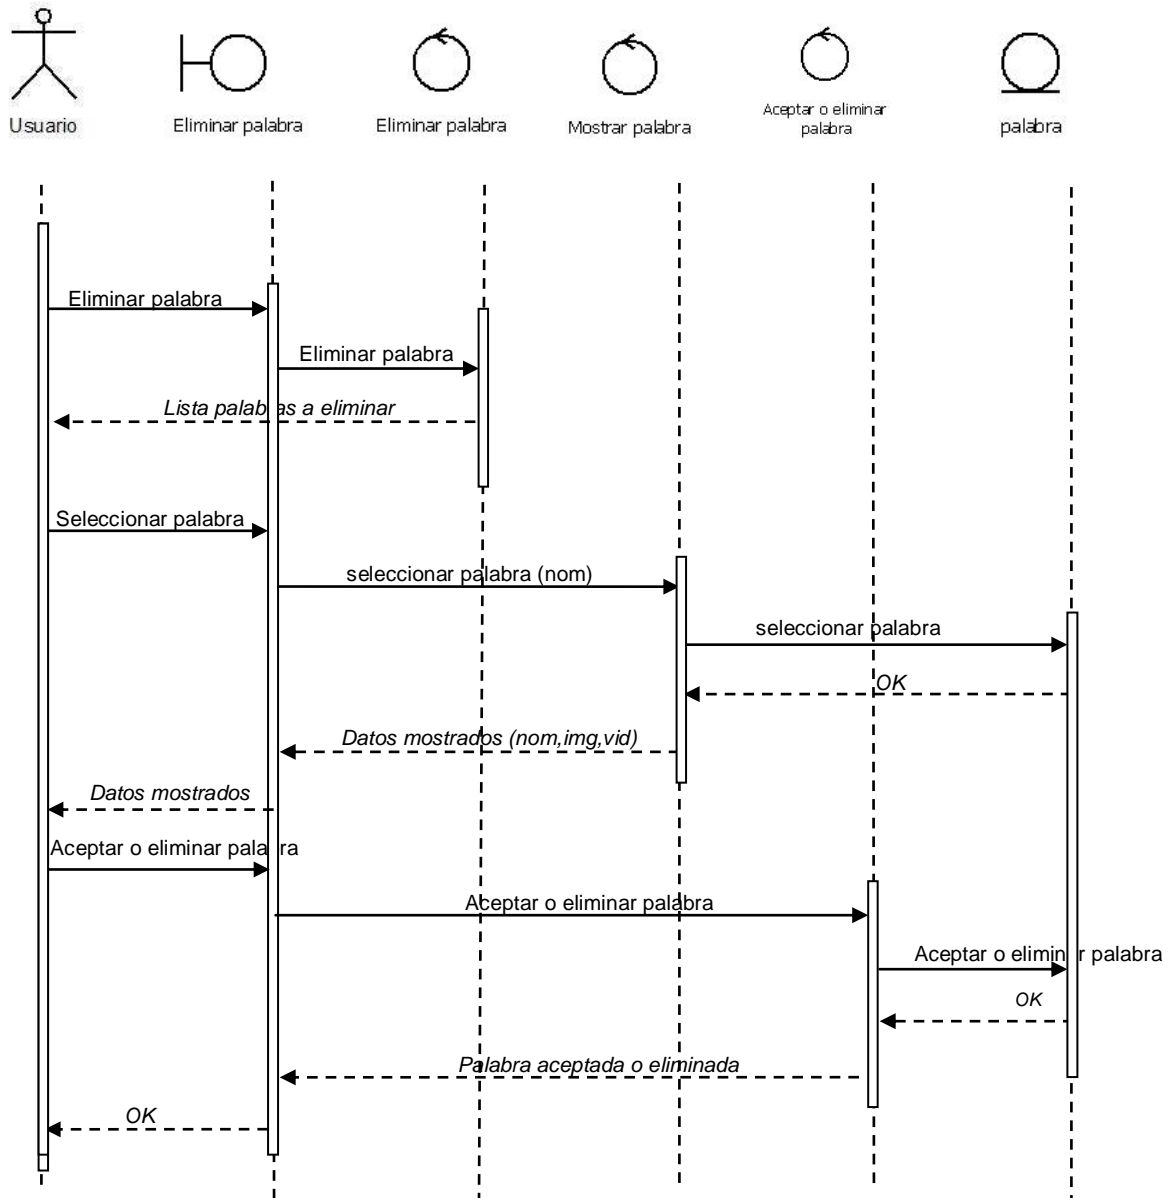 Usuario
Eliminar palabra
Eliminar palabra
Mostrar palabra
Aceptar o eliminar
palabra
palabra
Eliminar palabra
Eliminar palabra
Lista palabras a eliminar
Seleccionar palabra
seleccionar palabra (nom)
seleccionar palabra
OK
Datos mostrados (nom,img,vid)
Datos mostrados
Aceptar o eliminar palabra
Aceptar o eliminar palabra
Aceptar o eliminar palabra
OK
Palabra aceptada o eliminada
OK